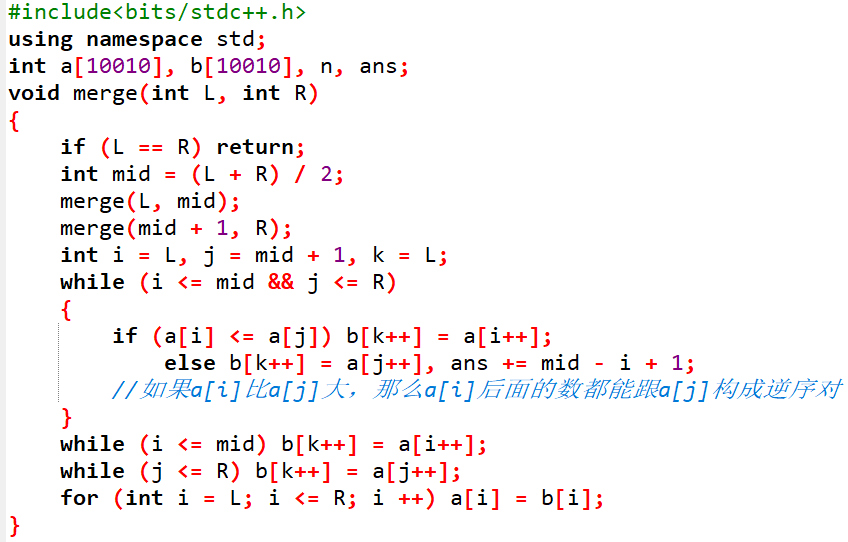 #include<bits/stdc++.h>
using namespace std;
int a[10010], b[10010], n, ans;
void merge(int L, int R)
{
    if (L == R) return;
    int mid = (L + R) / 2;
    merge(L, mid);
    merge(mid + 1, R);
    int i = L, j = mid + 1, k = L;
    while (i <= mid && j <= R)
    {
        if (a[i] <= a[j]) b[k++] = a[i++];
            else b[k++] = a[j++], ans += mid - i + 1;
        //如果a[i]比a[j]大，那么a[i]后面的数都能跟a[j]构成逆序对
    }
    while (i <= mid) b[k++] = a[i++];
    while (j <= R) b[k++] = a[j++];
    for (int i = L; i <= R; i ++) a[i] = b[i];
}